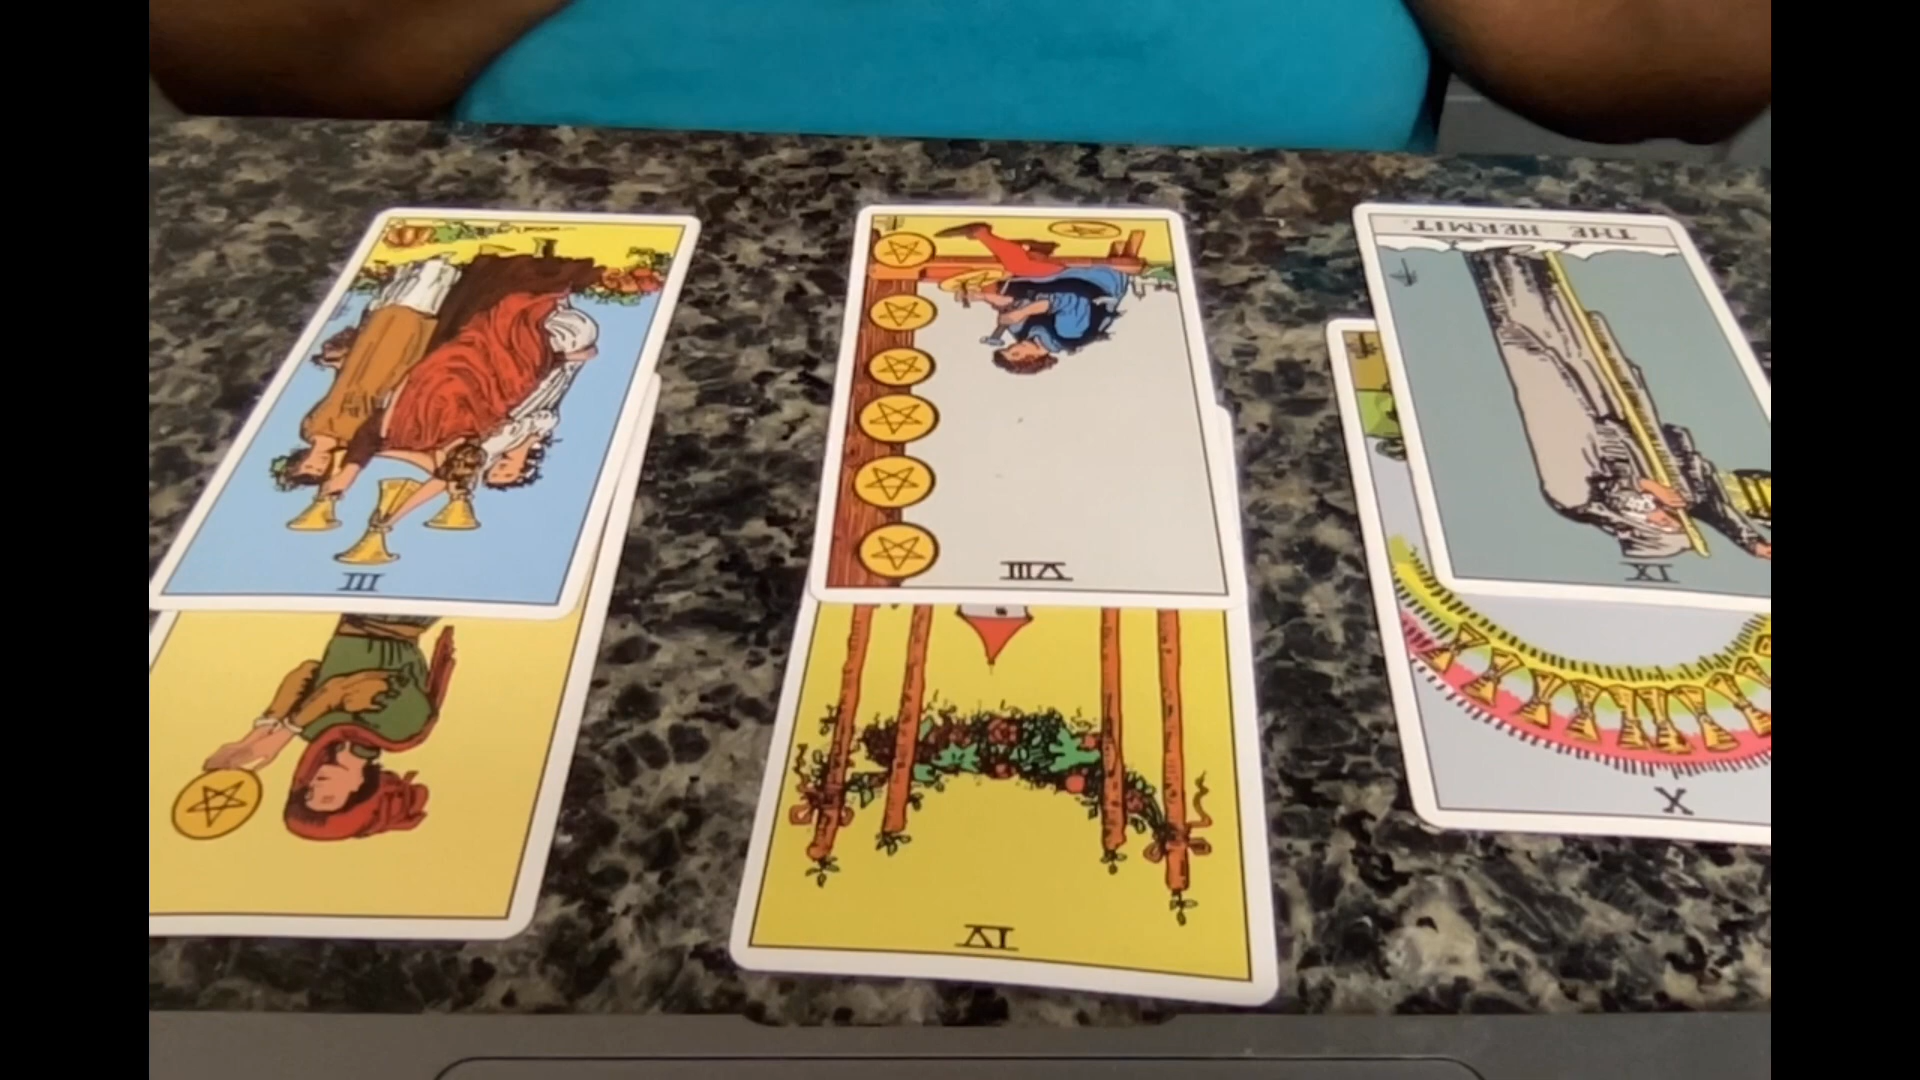 THE HERMIT.
III
VIII
IX
X
IV